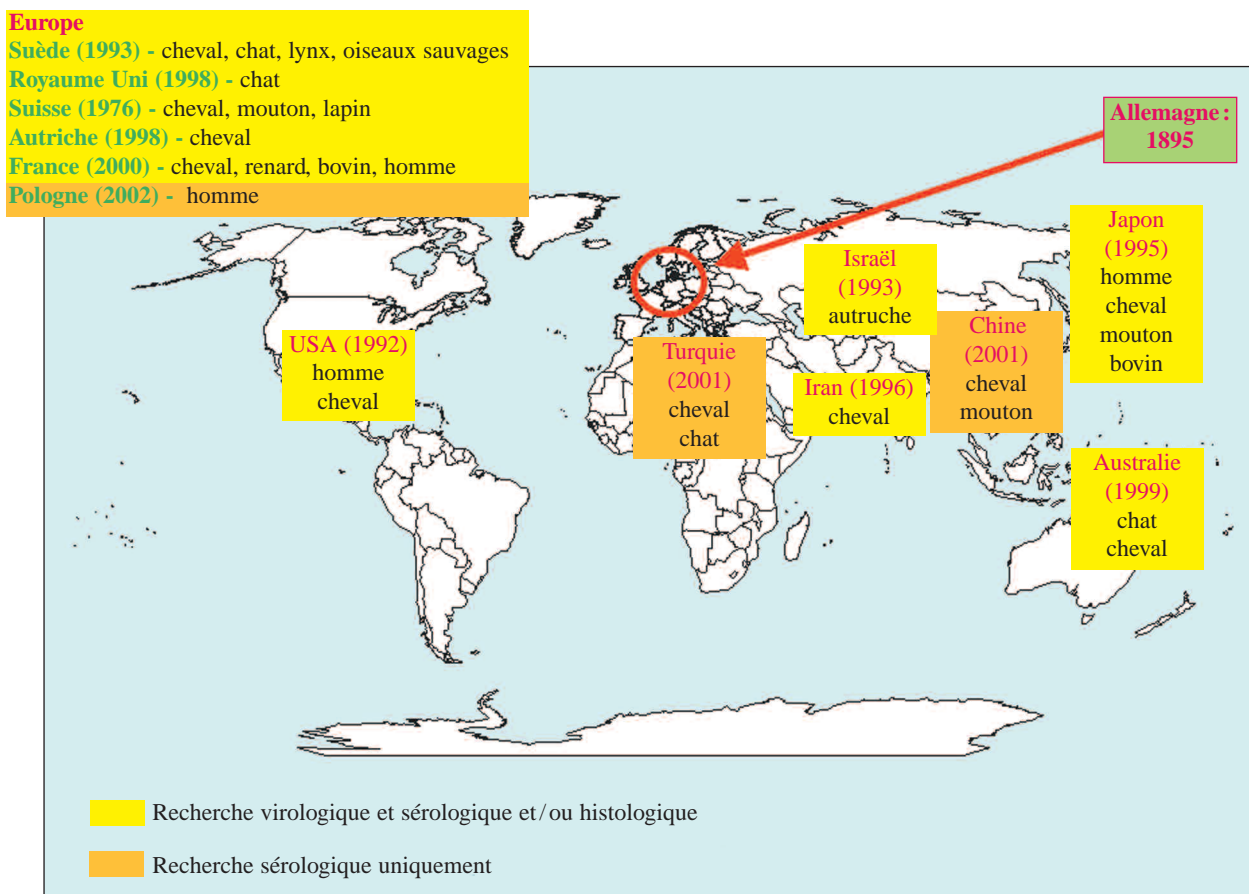 Europe
Suède (1993) - cheval, chat, lynx, oiseaux sauvages
Royaume Uni (1998) - chat
Suisse (1976) - cheval, mouton, lapin
Autriche (1998) - cheval
France (2000) - cheval, renard, bovin, homme
Pologne (2002) - homme
Allemagne :
1895
Japon
(1995)
homme
cheval
mouton
bovin
Israël
(1993)
autruche
Chine
(2001)
cheval
mouton
USA (1992)
homme
cheval
Turquie
(2001)
cheval
chat
Iran (1996)
cheval
Australie
(1999)
chat
cheval
Recherche virologique et sérologique et/ou histologique
Recherche sérologique uniquement